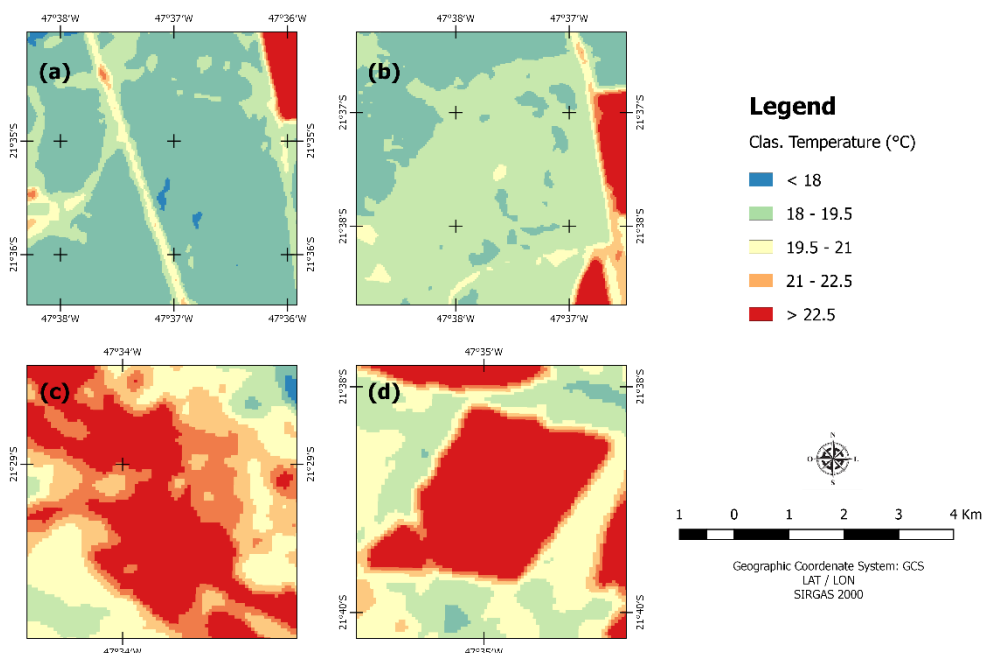 47°38'W 47°37'W 47°36'W
47°38'W 47°37'W
(a)
(b)
21°35'S 21°35'S
21°36'S 21°36'S
21°37'S 21°37'S
21°38'S 21°38'S
47°38'W 47°37'W 47°36'W
47°38'W 47°37'W
Legend
Clas. Temperature (°C)
< 18
18 - 19.5
19.5 - 21
21 - 22.5
> 22.5
47°34'W
47°35'W
(c)
(d)
21°29'S 21°29'S
21°38'S 21°38'S
21°40'S 21°40'S
47°34'W
47°35'W
N
O L
S
1 0 1 2 3 4 Km
Geographic Coordenate System: GCS
LAT / LON
SIRGAS 2000